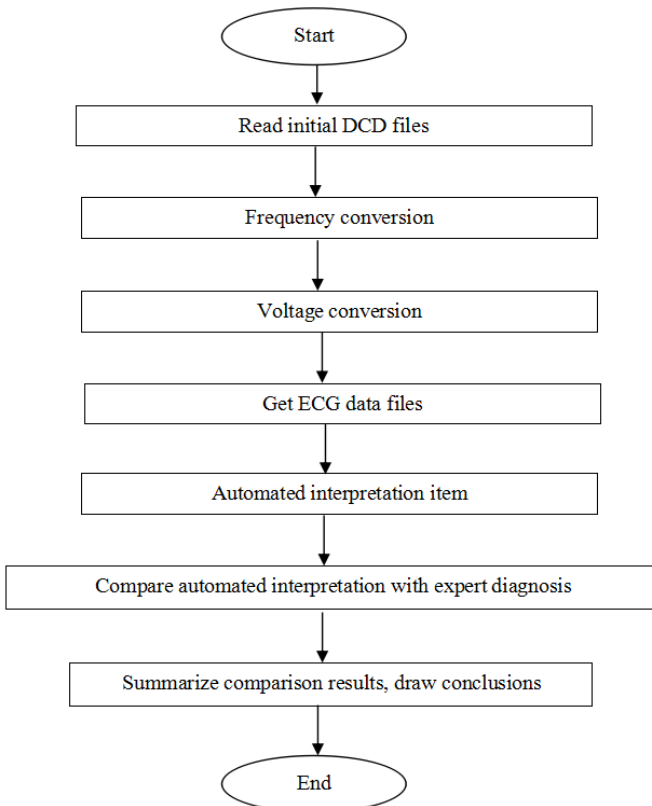 Start
Read initial DCD files
Frequency conversion
Voltage conversion
Get ECG data files
Automated interpretation item
Compare automated interpretation with expert diagnosis
Summarize comparison results, draw conclusions
End